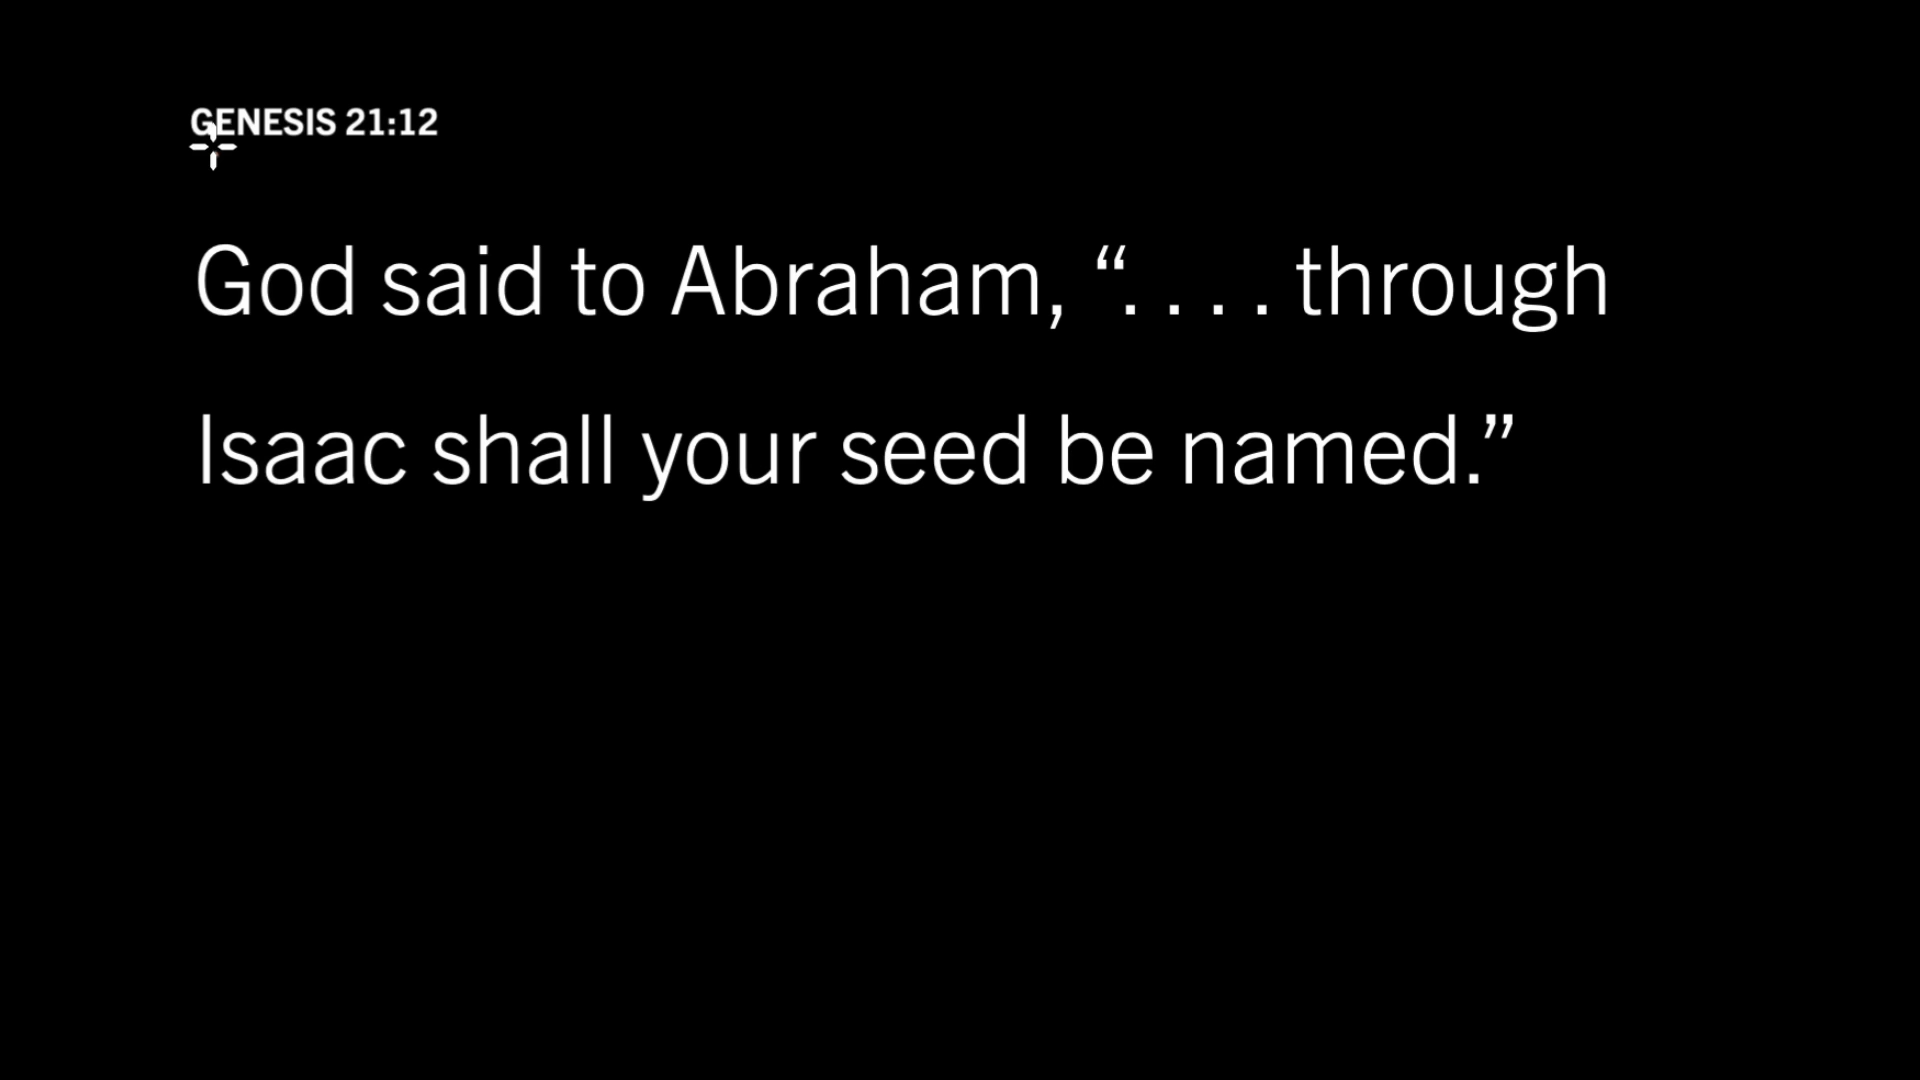 GENESIS 21:12
God said to Abraham, “. . . . through
Isaac shall your seed be named.”